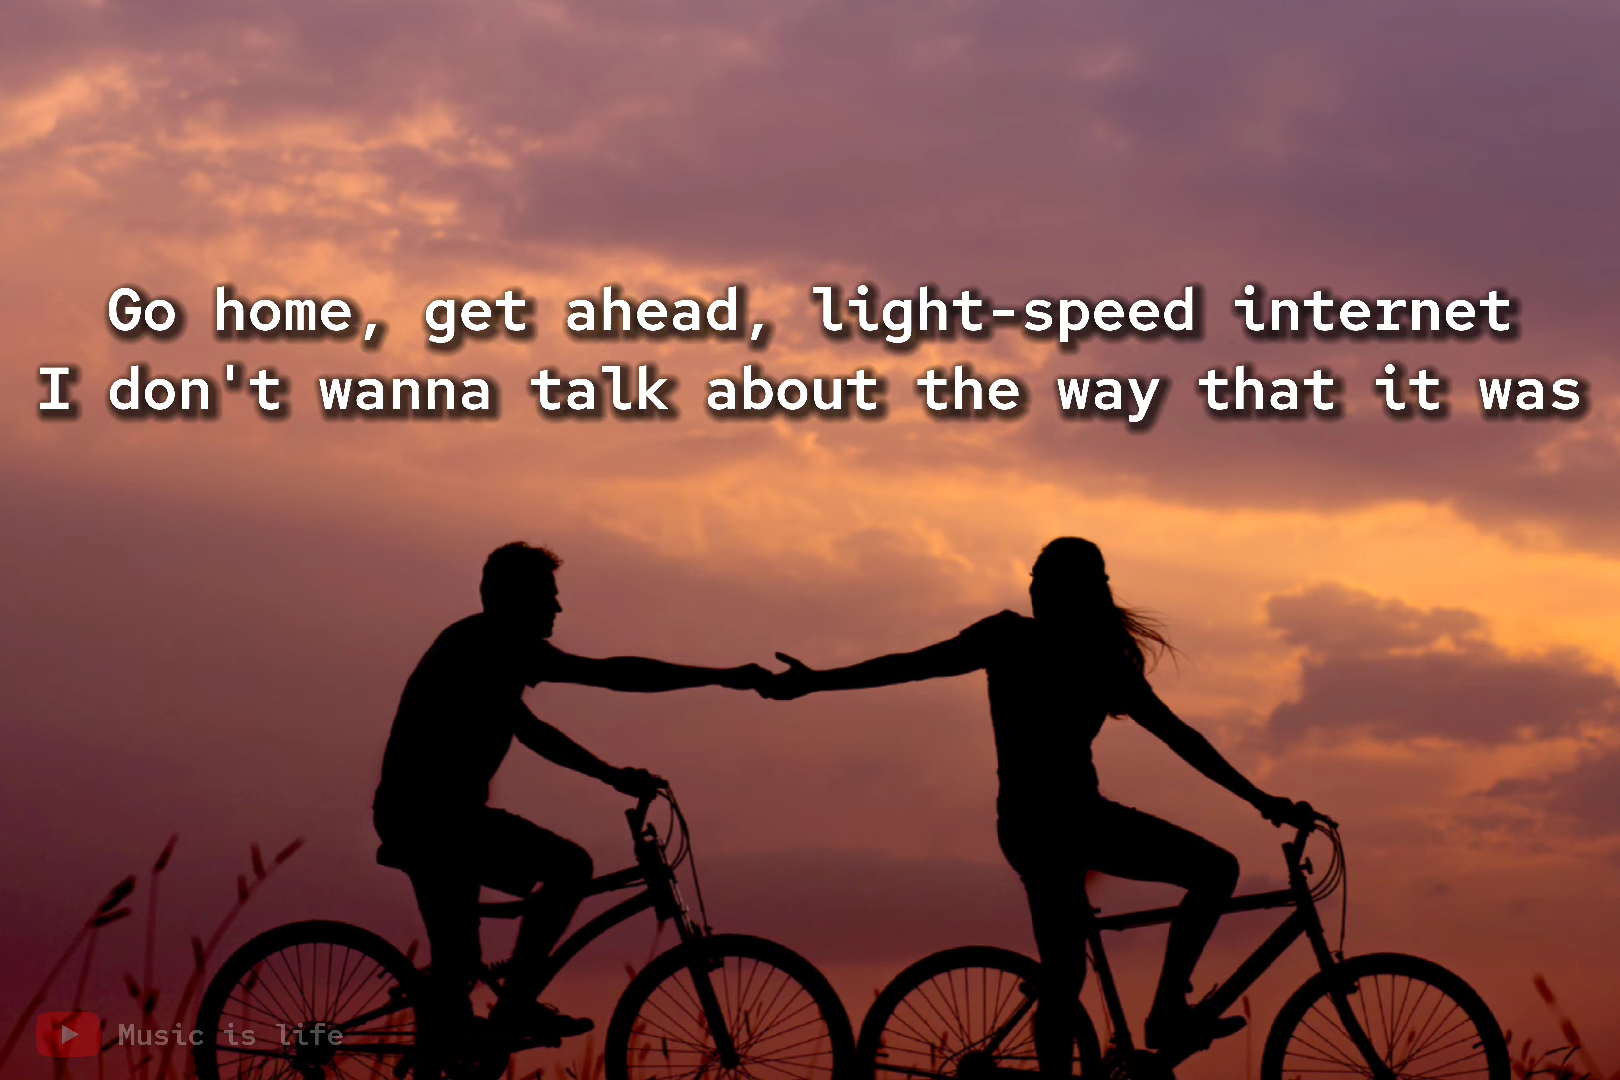 Go home, get ahead, light-speed internet
I don't wanna talk about the way that it was
Music is life